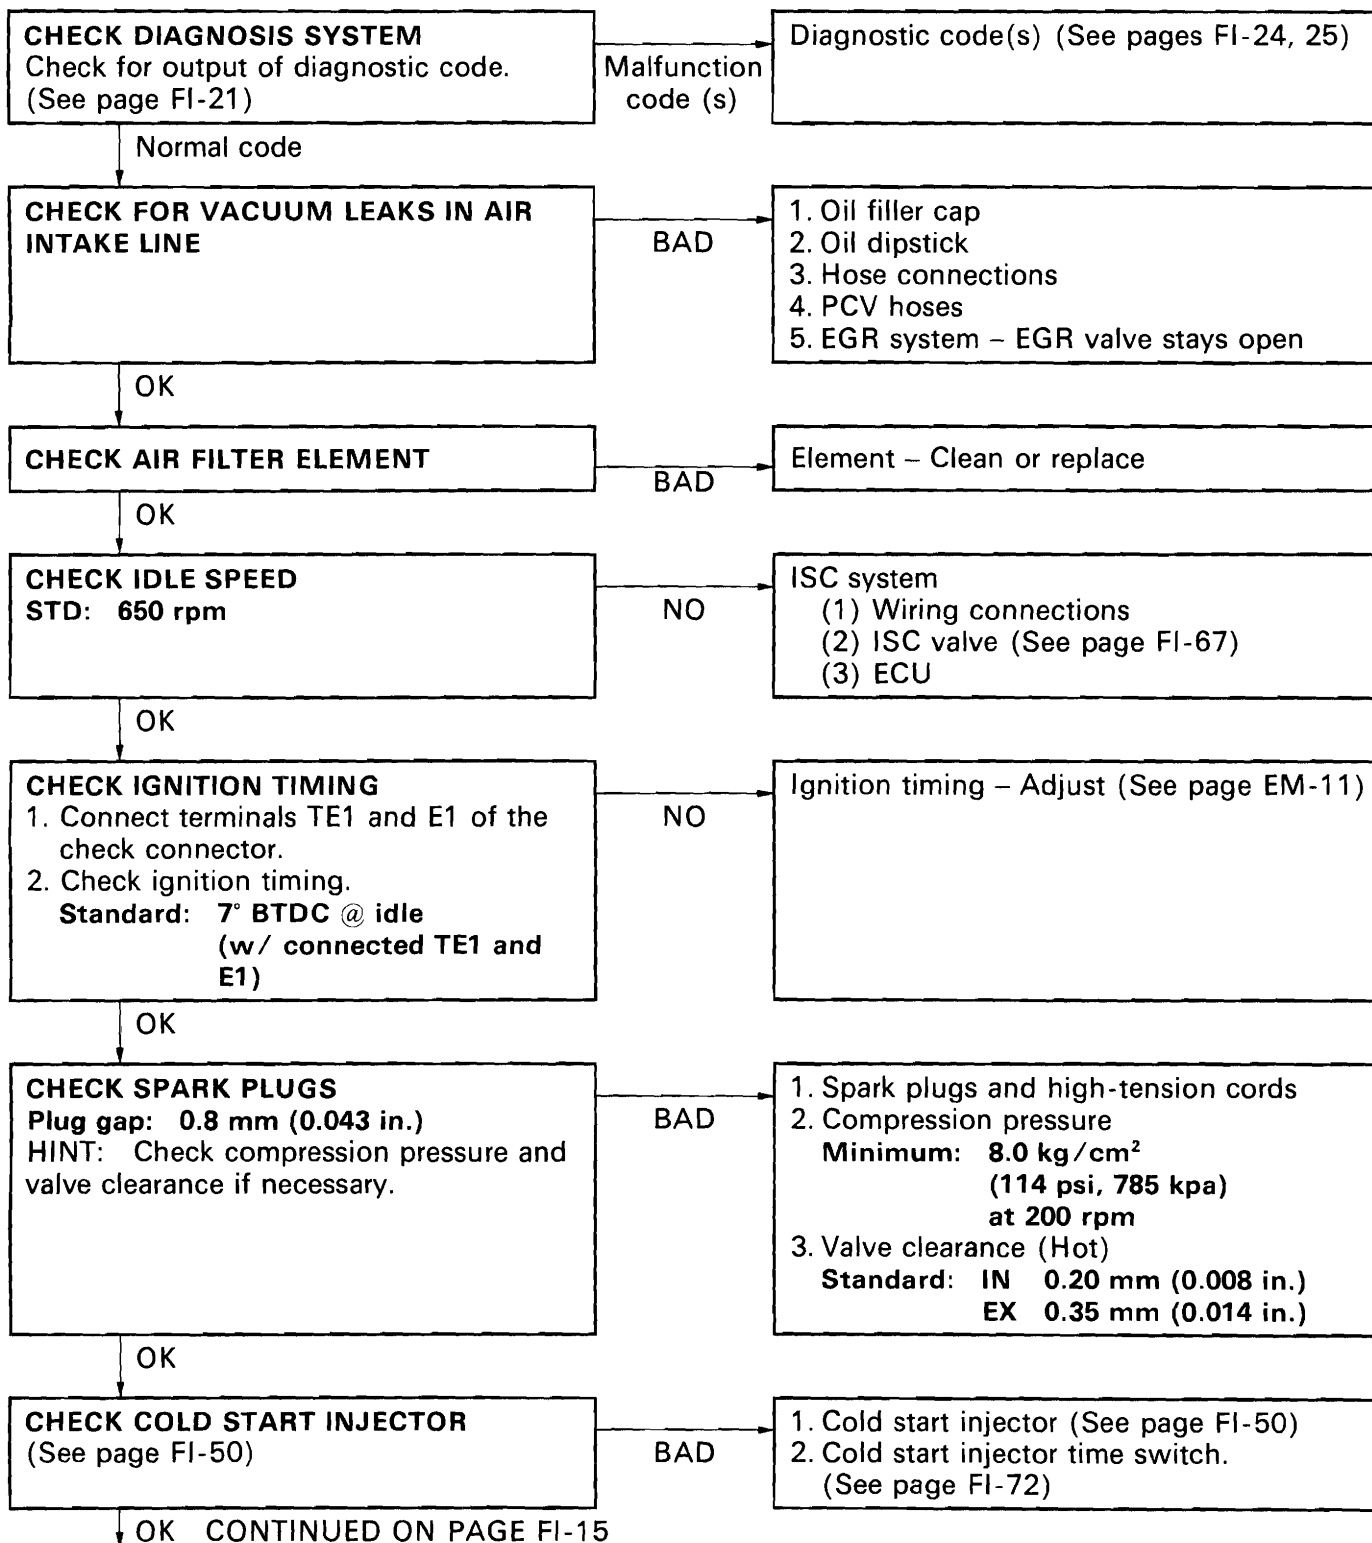 CHECK DIAGNOSIS SYSTEM
Check for output of diagnostic code.
(See page FI-21)
Malfunction
code (s)
Diagnostic code(s) (See pages FI-24, 25)
Normal code
CHECK FOR VACUUM LEAKS IN AIR
INTAKE LINE
BAD
1. Oil filler cap
2. Oil dipstick
3. Hose connections
4. PCV hoses
5. EGR system – EGR valve stays open
OK
CHECK AIR FILTER ELEMENT
BAD
Element – Clean or replace
OK
CHECK IDLE SPEED
STD: 650 rpm
NO
ISC system
(1) Wiring connections
(2) ISC valve (See page FI-67)
(3) ECU
OK
CHECK IGNITION TIMING
1. Connect terminals TE1 and E1 of the
check connector.
2. Check ignition timing.
Standard: 7° BTDC @ idle
(w/ connected TE1 and
E1)
NO
Ignition timing – Adjust (See page EM-11)
OK
CHECK SPARK PLUGS
Plug gap: 0.8 mm (0.043 in.)
HINT: Check compression pressure and
valve clearance if necessary.
BAD
1. Spark plugs and high-tension cords
2. Compression pressure
Minimum: 8.0 kg/cm²
(114 psi, 785 kpa)
at 200 rpm
3. Valve clearance (Hot)
Standard: IN 0.20 mm (0.008 in.)
EX 0.35 mm (0.014 in.)
OK
CHECK COLD START INJECTOR
(See page FI-50)
BAD
1. Cold start injector (See page FI-50)
2. Cold start injector time switch.
(See page FI-72)
OK CONTINUED ON PAGE FI-15